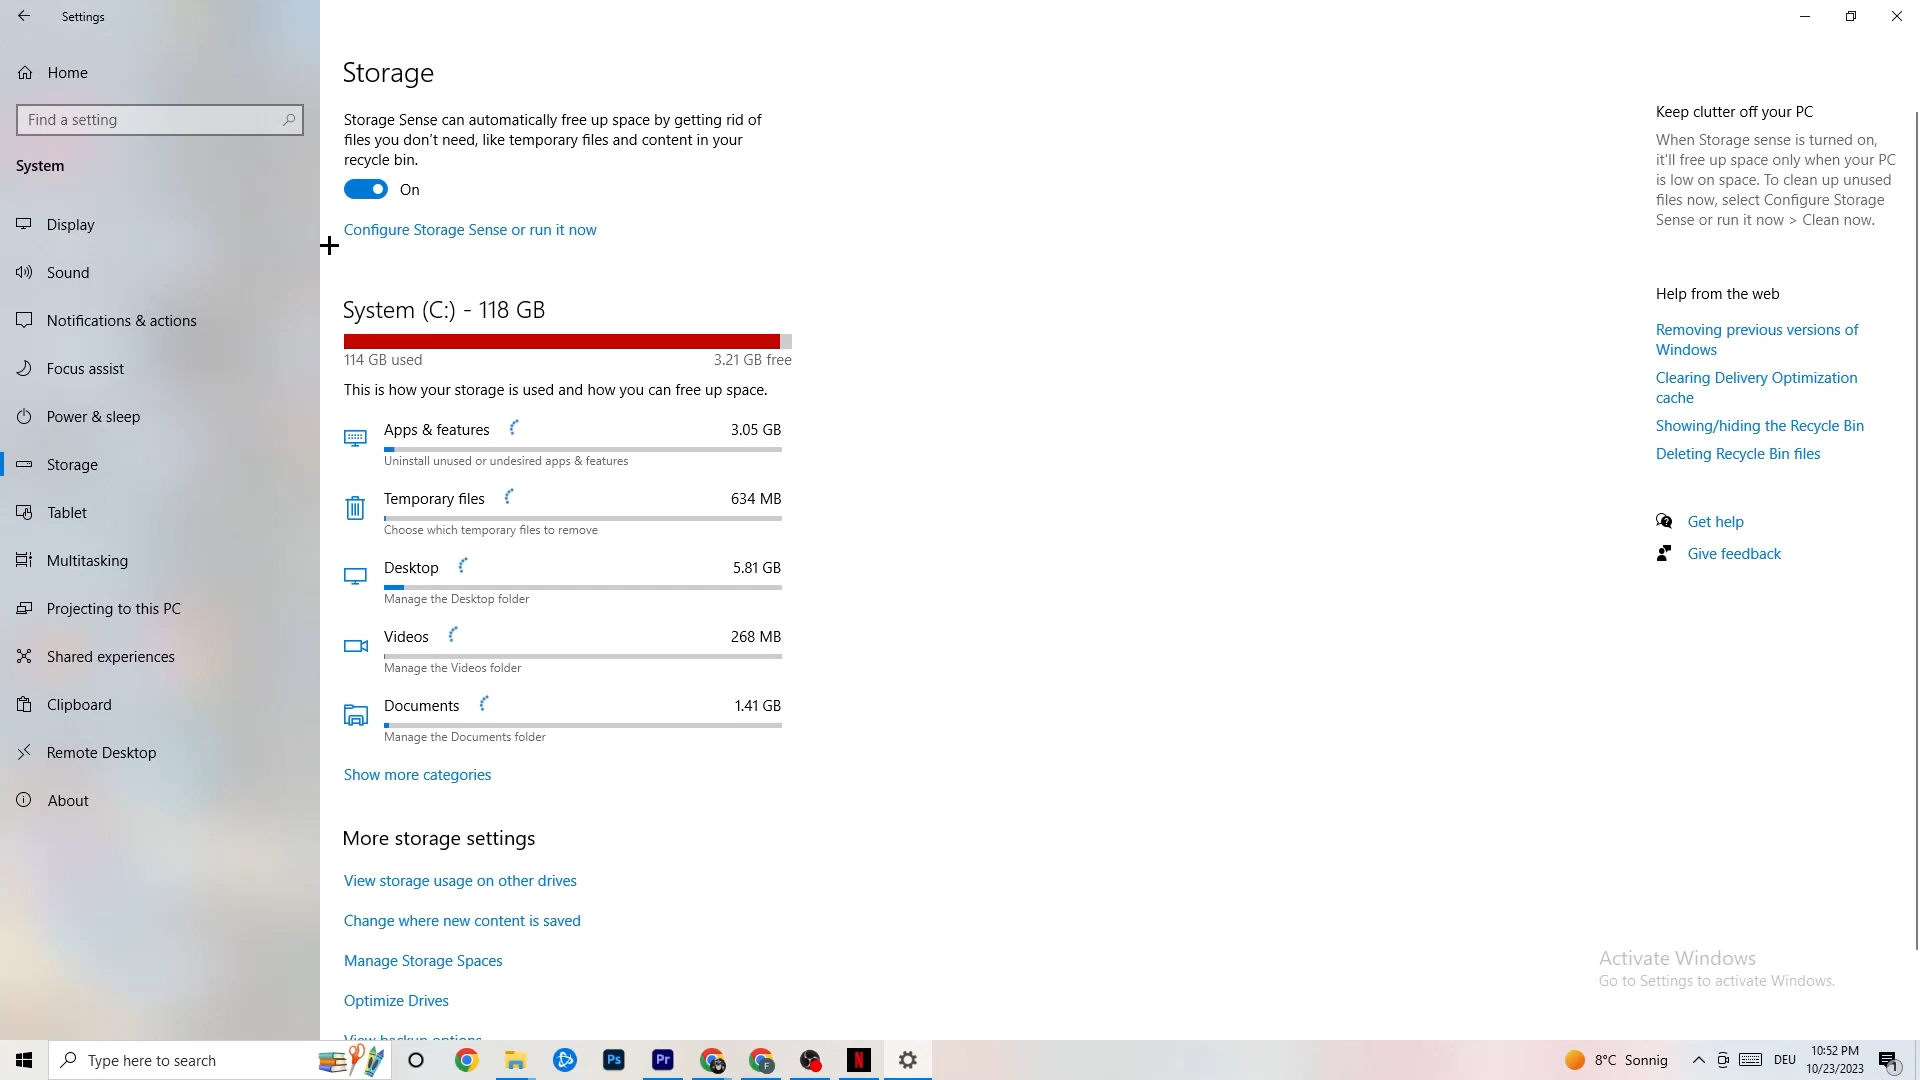 Settings
Home
Find a setting
System
Display
Sound
Notifications & actions
Focus assist
Power & sleep
Storage
Tablet
Multitasking
Projecting to this PC
Shared experiences
Clipboard
Remote Desktop
About
Storage
Storage Sense can automatically free up space by getting rid of
files you don't need, like temporary files and content in your
recycle bin.
On
Configure Storage Sense or run it now
System (C:) - 118 GB
114 GB used 3.21 GB free
This is how your storage is used and how you can free up space.
Apps & features 3.05 GB
Uninstall unused or undesired apps & features
Temporary files 634 MB
Choose which temporary files to remove
Desktop 5.81 GB
Manage the Desktop folder
Videos 268 MB
Manage the Videos folder
Documents 1.41 GB
Manage the Documents folder
Show more categories
More storage settings
View storage usage on other drives
Change where new content is saved
Manage Storage Spaces
Optimize Drives
View backup options
Keep clutter off your PC
When Storage sense is turned on,
it'll free up space only when your PC
is low on space. To clean up unused
files now, select Configure Storage
Sense or run it now > Clean now.
Help from the web
Removing previous versions of
Windows
Clearing Delivery Optimization
cache
Showing/hiding the Recycle Bin
Deleting Recycle Bin files
Get help
Give feedback
Activate Windows
Go to Settings to activate Windows.
Type here to search
Ps
Pr
F
N
8°C Sonnig
DEU
10:52 PM
10/23/2023
1